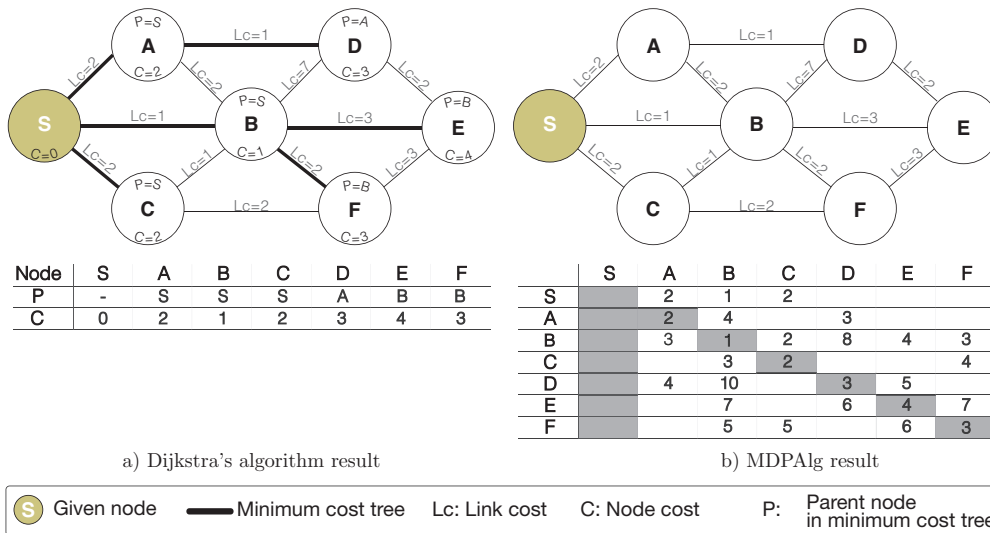 P=S
A
C=2
Lc=1
P=A
D
C=3
Lc=2
Lc=2
Lc=7
Lc=2
S
C=0
Lc=1
P=S
B
C=1
Lc=3
P=B
E
C=4
Lc=2
Lc=1
Lc=2
Lc=3
P=S
C
C=2
Lc=2
P=B
F
C=3
Node S A B C D E F
P - S S S A B B
C 0 2 1 2 3 4 3
a) Dijkstra's algorithm result
A
Lc=1
D
Lc=2
Lc=2
Lc=7
Lc=2
S
Lc=1
B
Lc=3
E
Lc=2
Lc=1
Lc=2
Lc=3
C
Lc=2
F
S A B C D E F
S 2 1 2
A 2 4 3
B 3 1 2 8 4 3
C 3 2 4
D 4 10 3 5
E 7 6 4 7
F 5 5 6 3
b) MDPAlg result
S Given node
Minimum cost tree
Lc: Link cost
C: Node cost
P: Parent node
in minimum cost tree